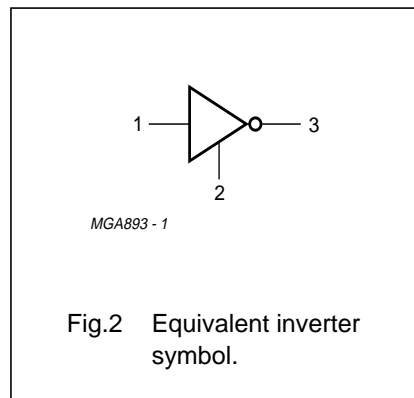 1
3
2
MGA893 - 1
Fig.2 Equivalent inverter
symbol.